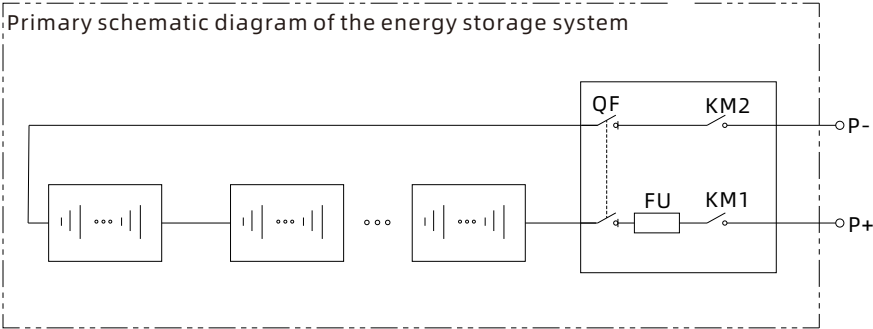 Primary schematic diagram of the energy storage system
QF
KM2
P-
FU
KM1
P+